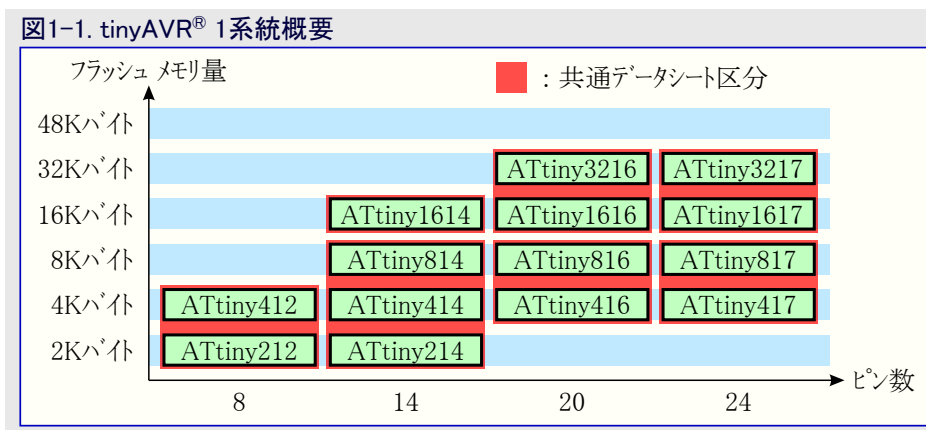 図1-1. tinyAVR® 1系統概要
フラッシュ メモリ量
: 共通データシート区分
48Kバイト
32Kバイト ATtiny3216 ATtiny3217
16Kバイト ATtiny1614 ATtiny1616 ATtiny1617
8Kバイト ATtiny814 ATtiny816 ATtiny817
4Kバイト ATtiny412 ATtiny414 ATtiny416 ATtiny417
2Kバイト ATtiny212 ATtiny214
ピン数
8 14 20 24